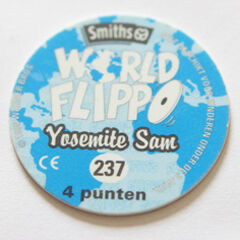 Smiths
WORLD
FLIPPO
Yosemite Sam
CE
237
4 punten